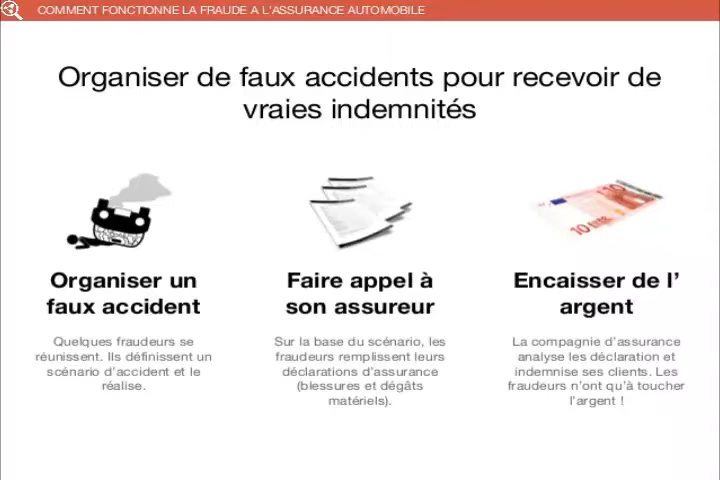 COMMENT FONCTIONNE LA FRAUDE A L'ASSURANCE AUTOMOBILE
Organiser de faux accidents pour recevoir de
vraies indemnités
10
10 EURO
Organiser un
faux accident
Quelques fraudeurs se
réunissent. Ils définissent un
scénario d'accident et le
réalise.
Faire appel à
son assureur
Sur la base du scénario, les
fraudeurs remplissent leurs
déclarations d'assurance
(blessures et dégâts
matériels).
Encaisser de l'
argent
La compagnie d'assurance
analyse les déclaration et
indemnise ses clients. Les
fraudeurs n'ont qu'à toucher
l'argent !